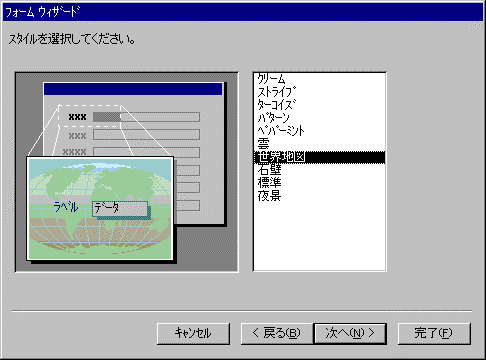 フォーム ウィザード
スタイルを選択してください。
xxx
xxx
xxxx
ラベル
データ
クリーム
ストライプ
ターコイズ
パターン
ペパーミント
雲
世界地図
石壁
標準
夜景
キャンセル
< 戻る(B)
次へ(N) >
完了(F)